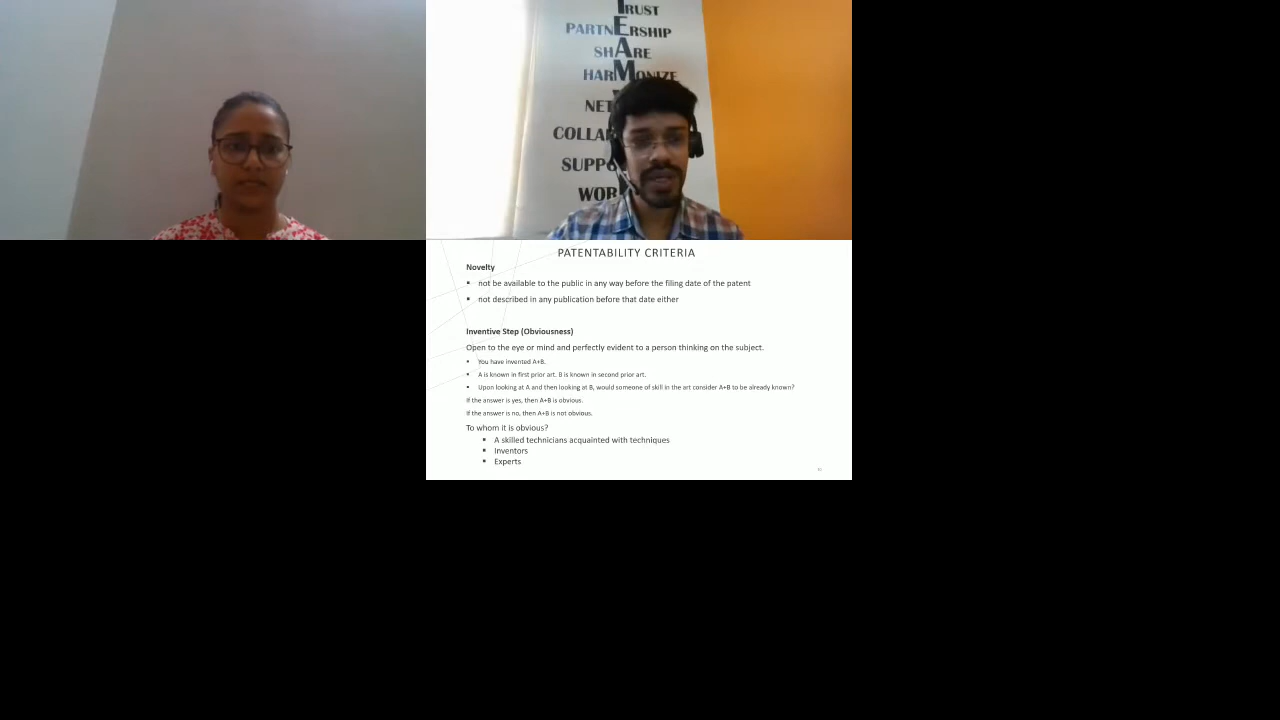 TRUST
PARTNERSHIP
SHARE
HARMONIZE
NET
COLLA
SUPPO
WOR
PATENTABILITY CRITERIA
Novelty
▪ not be available to the public in any way before the filing date of the patent
▪ not described in any publication before that date either
Inventive Step (Obviousness)
Open to the eye or mind and perfectly evident to a person thinking on the subject.
▪ You have invented A+B.
▪ A is known in first prior art. B is known in second prior art.
▪ Upon looking at A and then looking at B, would someone of skill in the art consider A+B to be already known?
If the answer is yes, then A+B is obvious.
If the answer is no, then A+B is not obvious.
To whom it is obvious?
▪ A skilled technicians acquainted with techniques
▪ Inventors
▪ Experts